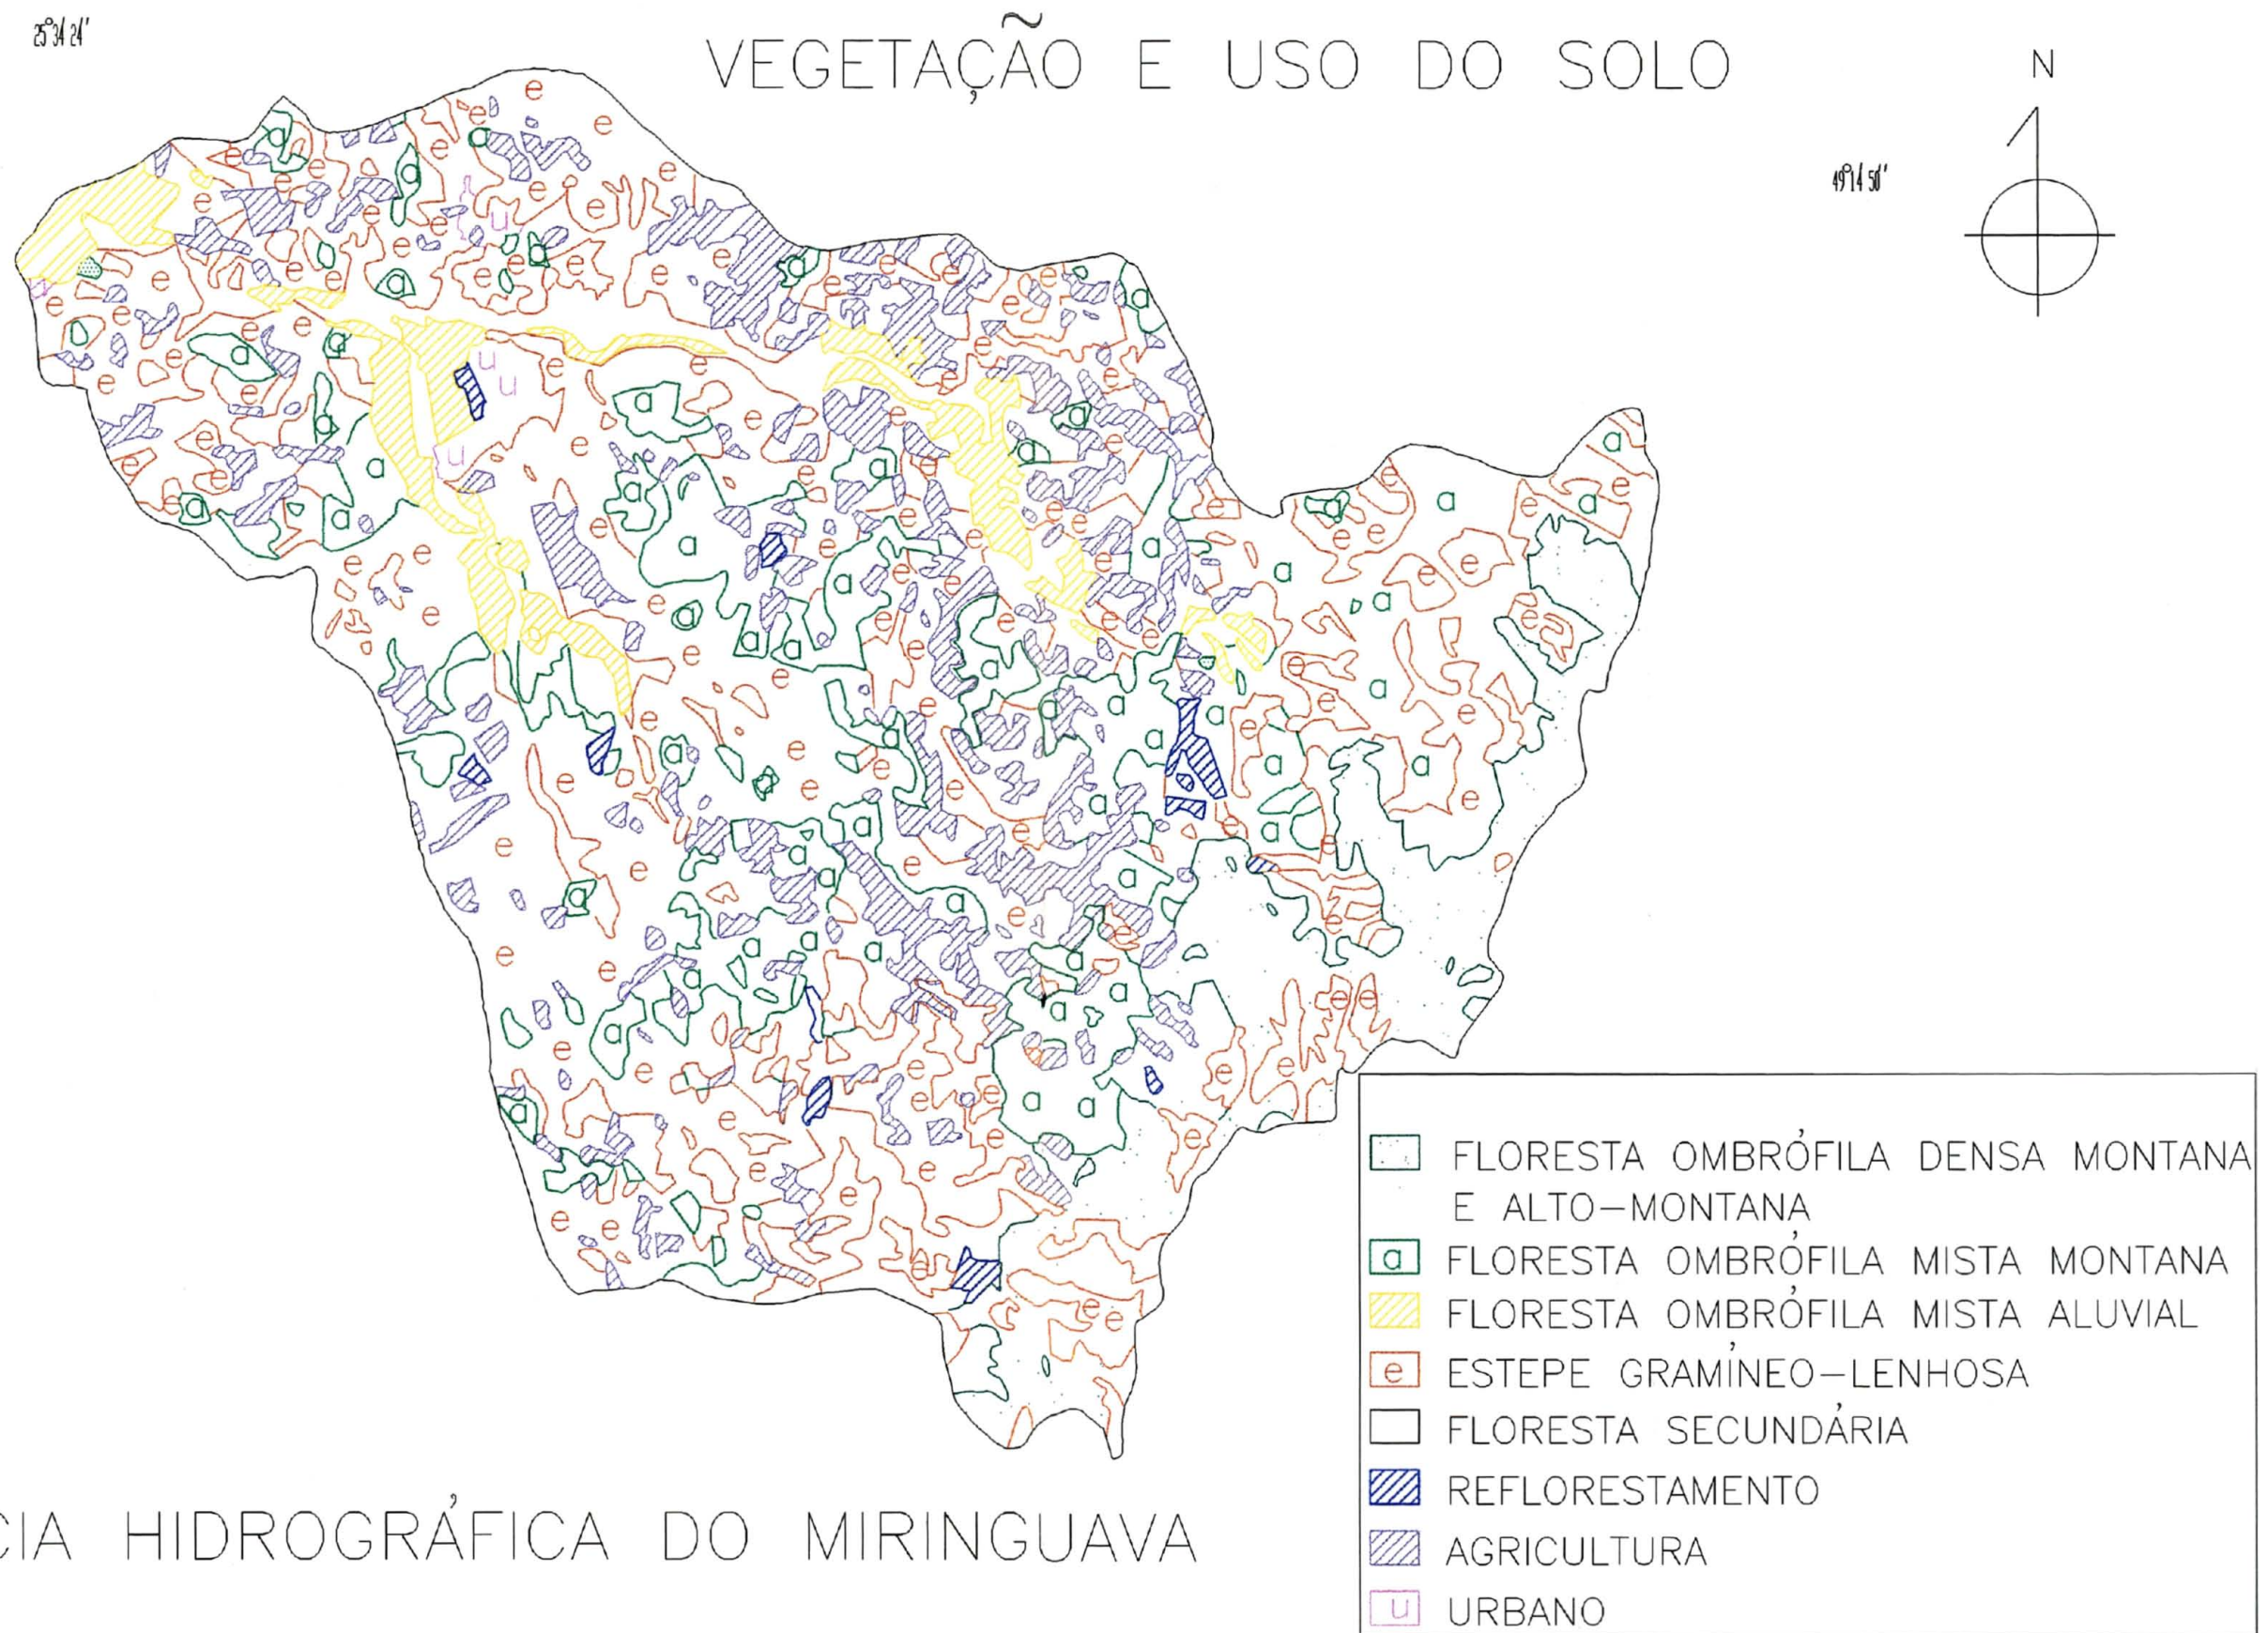 25°34'24"
VEGETAÇÃO E USO DO SOLO
N
49°14'50"
FLORESTA OMBRÓFILA DENSA MONTANA
E ALTO-MONTANA
a FLORESTA OMBRÓFILA MISTA MONTANA
FLORESTA OMBRÓFILA MISTA ALUVIAL
e ESTEPE GRAMÍNEO-LENHOSA
FLORESTA SECUNDÁRIA
REFLORESTAMENTO
AGRICULTURA
u URBANO
CIA HIDROGRÁFICA DO MIRINGUAVA